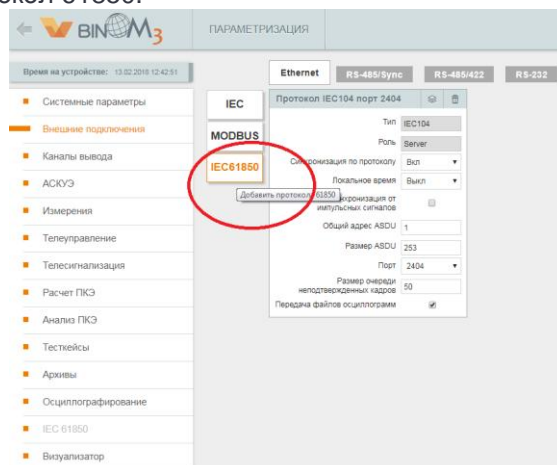 кол 61850.
BINOM3
ПАРАМЕТРИЗАЦИЯ
Время на устройстве: 13.02.2018 12:42:51
Системные параметры
Внешние подключения
Каналы вывода
АСКУЭ
Измерения
Телеуправление
Телесигнализация
Расчет ПКЭ
Анализ ПКЭ
Тесткейсы
Архивы
Осциллографирование
IEC 61850
Визуализатор
IEC
MODBUS
IEC61850
Добавить протокол 61850
Ethernet
RS-485/Sync
RS-485/422
RS-232
Протокол IEC104 порт 2404
Тип IEC104
Роль Server
Синхронизация по протоколу Вкл
Локальное время Выкл
импульсных сигналов
Общий адрес ASDU 1
Размер ASDU 253
Порт 2404
Размер очереди
неподтвержденных кадров 50
Передача файлов осциллограмм